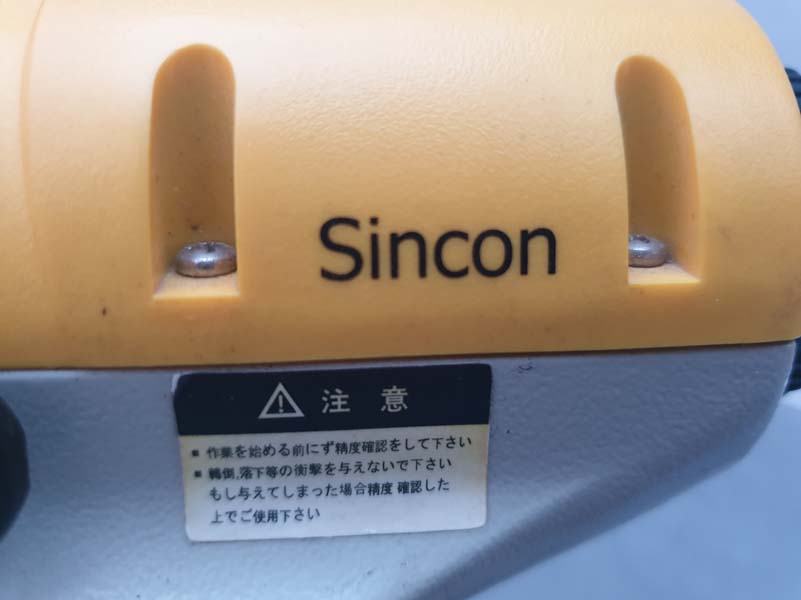 Sincon
注意
■ 作業を始める前にず精度確認をして下さい
■ 轉倒,落下等の衝擊を与えないで下さい
もし与えてしまった場合精度 確認した
上でご使用下さい